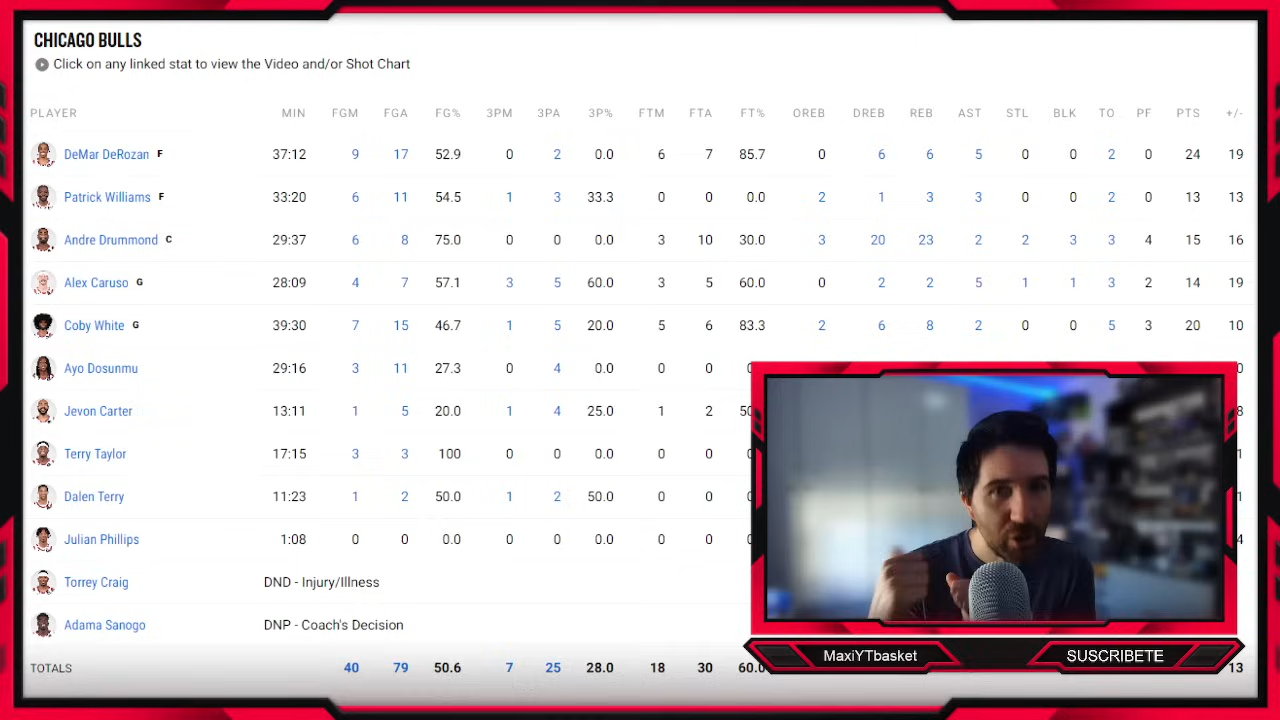 CHICAGO BULLS
Click on any linked stat to view the Video and/or Shot Chart
PLAYER MIN FGM FGA FG% 3PM 3PA 3P% FTM FTA FT% OREB DREB REB AST STL BLK TO PF PTS +/-
DeMar DeRozan F 37:12 9 17 52.9 0 2 0.0 6 7 85.7 0 6 6 5 0 0 2 0 24 19
Patrick Williams F 33:20 6 11 54.5 1 3 33.3 0 0 0.0 2 1 3 3 0 0 2 0 13 13
Andre Drummond C 29:37 6 8 75.0 0 0 0.0 3 10 30.0 3 20 23 2 2 3 3 4 15 16
Alex Caruso G 28:09 4 7 57.1 3 5 60.0 3 5 60.0 0 2 2 5 1 1 3 2 14 19
Coby White G 39:30 7 15 46.7 1 5 20.0 5 6 83.3 2 6 8 2 0 0 5 3 20 10
Ayo Dosunmu 29:16 3 11 27.3 0 4 0.0 0 0
Jevon Carter 13:11 1 5 20.0 1 4 25.0 1 2
Terry Taylor 17:15 3 3 100 0 0 0.0 0 0
Dalen Terry 11:23 1 2 50.0 1 2 50.0 0 0
Julian Phillips 1:08 0 0 0.0 0 0 0.0 0 0
Torrey Craig DND - Injury/Illness
Adama Sanogo DNP - Coach's Decision
TOTALS 40 79 50.6 7 25 28.0 18 30 60.0 13
MaxiYTbasket SUSCRIBETE